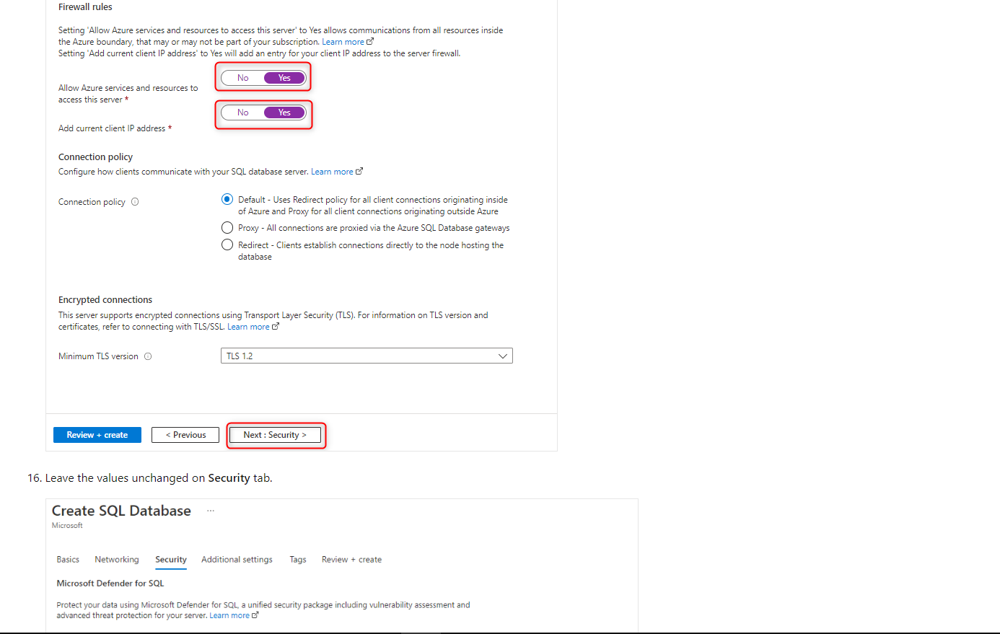 Firewall rules
Setting 'Allow Azure services and resources to access this server' to Yes allows communications from all resources inside
the Azure boundary, that may or may not be part of your subscription. Learn more
Setting 'Add current client IP address' to Yes will add an entry for your client IP address to the server firewall.
No Yes
Allow Azure services and resources to
access this server *
No Yes
Add current client IP address *
Connection policy
Configure how clients communicate with your SQL database server. Learn more
Connection policy
Default - Uses Redirect policy for all client connections originating inside
of Azure and Proxy for all client connections originating outside Azure
Proxy - All connections are proxied via the Azure SQL Database gateways
Redirect - Clients establish connections directly to the node hosting the
database
Encrypted connections
This server supports encrypted connections using Transport Layer Security (TLS). For information on TLS version and
certificates, refer to connecting with TLS/SSL. Learn more
Minimum TLS version
TLS 1.2
Review + create < Previous Next : Security >
16. Leave the values unchanged on Security tab.
Create SQL Database ...
Microsoft
Basics Networking Security Additional settings Tags Review + create
Microsoft Defender for SQL
Protect your data using Microsoft Defender for SQL, a unified security package including vulnerability assessment and
advanced threat protection for your server. Learn more